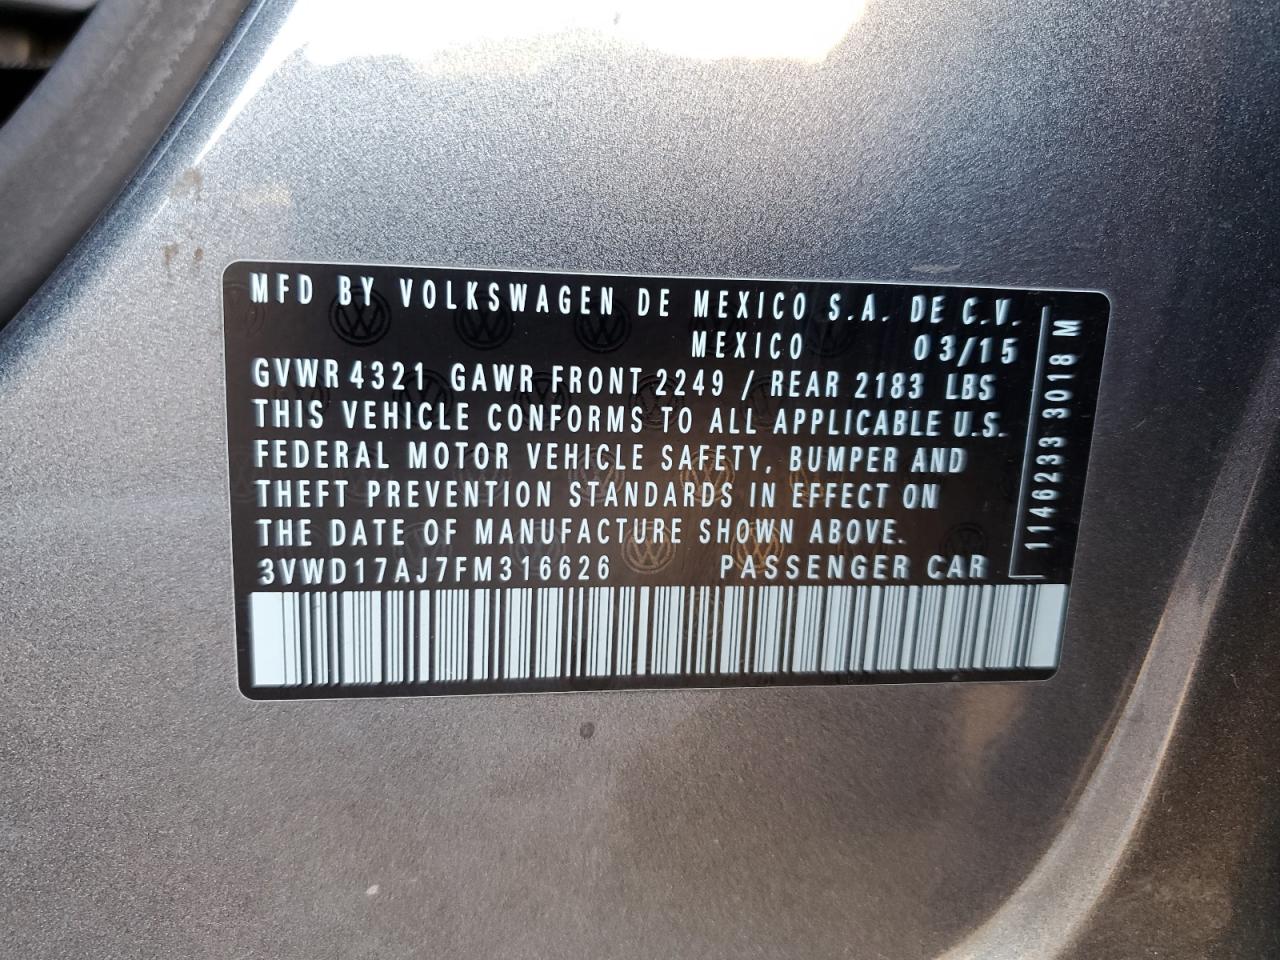 MFD BY VOLKSWAGEN DE MEXICO S.A. DE C.V.
MEXICO 03/15
GVWR 4321 GAWR FRONT 2249 / REAR 2183 LBS
THIS VEHICLE CONFORMS TO ALL APPLICABLE U.S.
FEDERAL MOTOR VEHICLE SAFETY, BUMPER AND
THEFT PREVENTION STANDARDS IN EFFECT ON
THE DATE OF MANUFACTURE SHOWN ABOVE.
3VWD17AJ7FM316626 PASSENGER CAR
1146233 3018 M